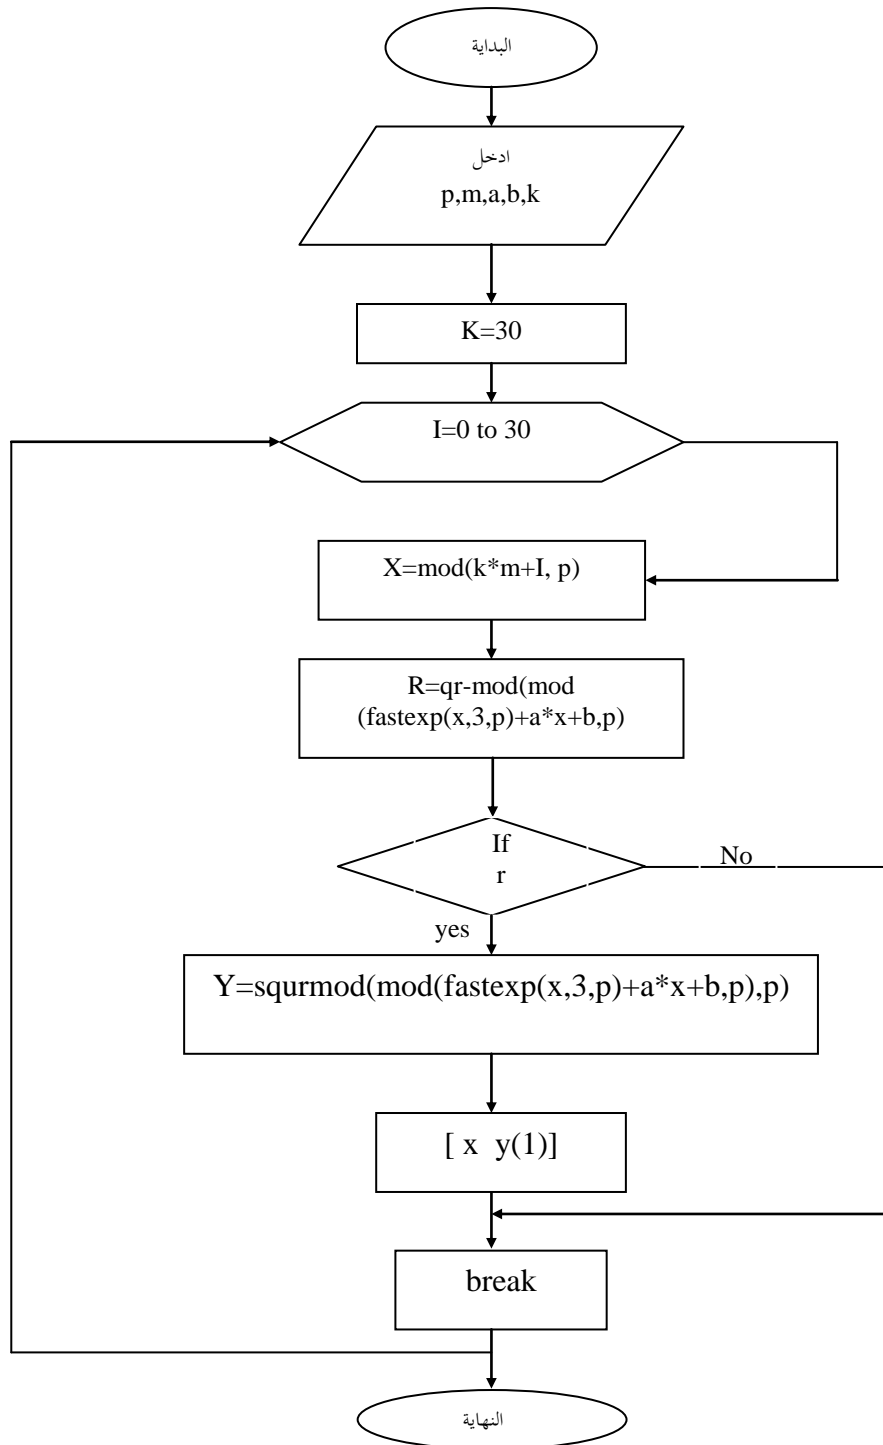 البداية
ادخل
p,m,a,b,k
K=30
I=0 to 30
X=mod(k*m+I, p)
R=qr-mod(mod
(fastexp(x,3,p)+a*x+b,p)
If
r
No
yes
Y=squrmod(mod(fastexp(x,3,p)+a*x+b,p),p)
[ x y(1)]
break
النهاية